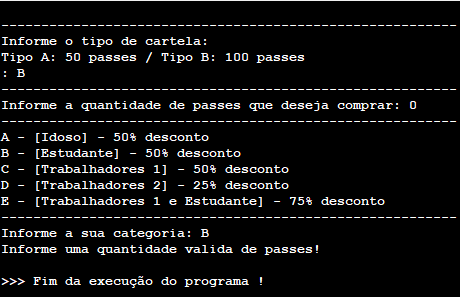 ----------------------------------------------------------
Informe o tipo de cartela:
Tipo A: 50 passes / Tipo B: 100 passes
: B
----------------------------------------------------------
Informe a quantidade de passes que deseja comprar: 0
----------------------------------------------------------
A - [Idoso] - 50% desconto
B - [Estudante] - 50% desconto
C - [Trabalhadores 1] - 50% desconto
D - [Trabalhadores 2] - 25% desconto
E - [Trabalhadores 1 e Estudante] - 75% desconto
----------------------------------------------------------
Informe a sua categoria: B
Informe uma quantidade valida de passes!
>>> Fim da execução do programa !